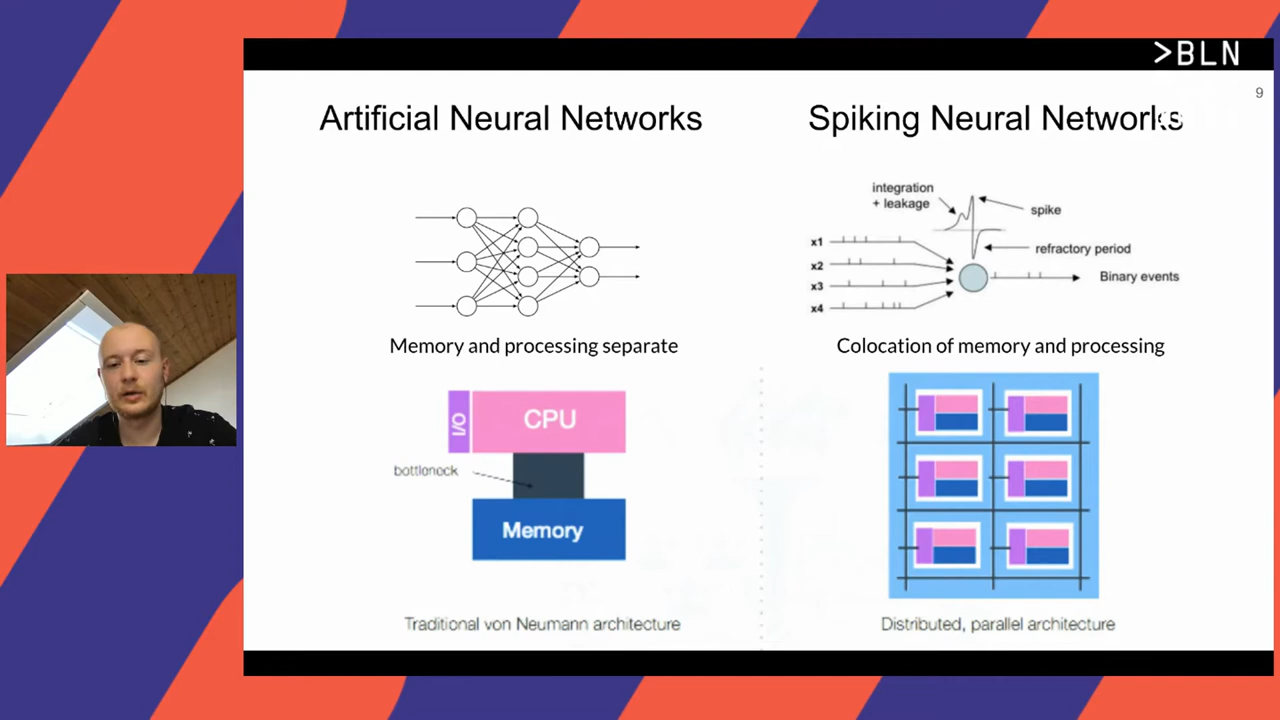 >BLN
9
Artificial Neural Networks
Spiking Neural Networks
integration
+ leakage
spike
refractory period
x1
x2
x3
x4
Binary events
Memory and processing separate
Colocation of memory and processing
I/O
CPU
bottleneck
Memory
Traditional von Neumann architecture
Distributed, parallel architecture